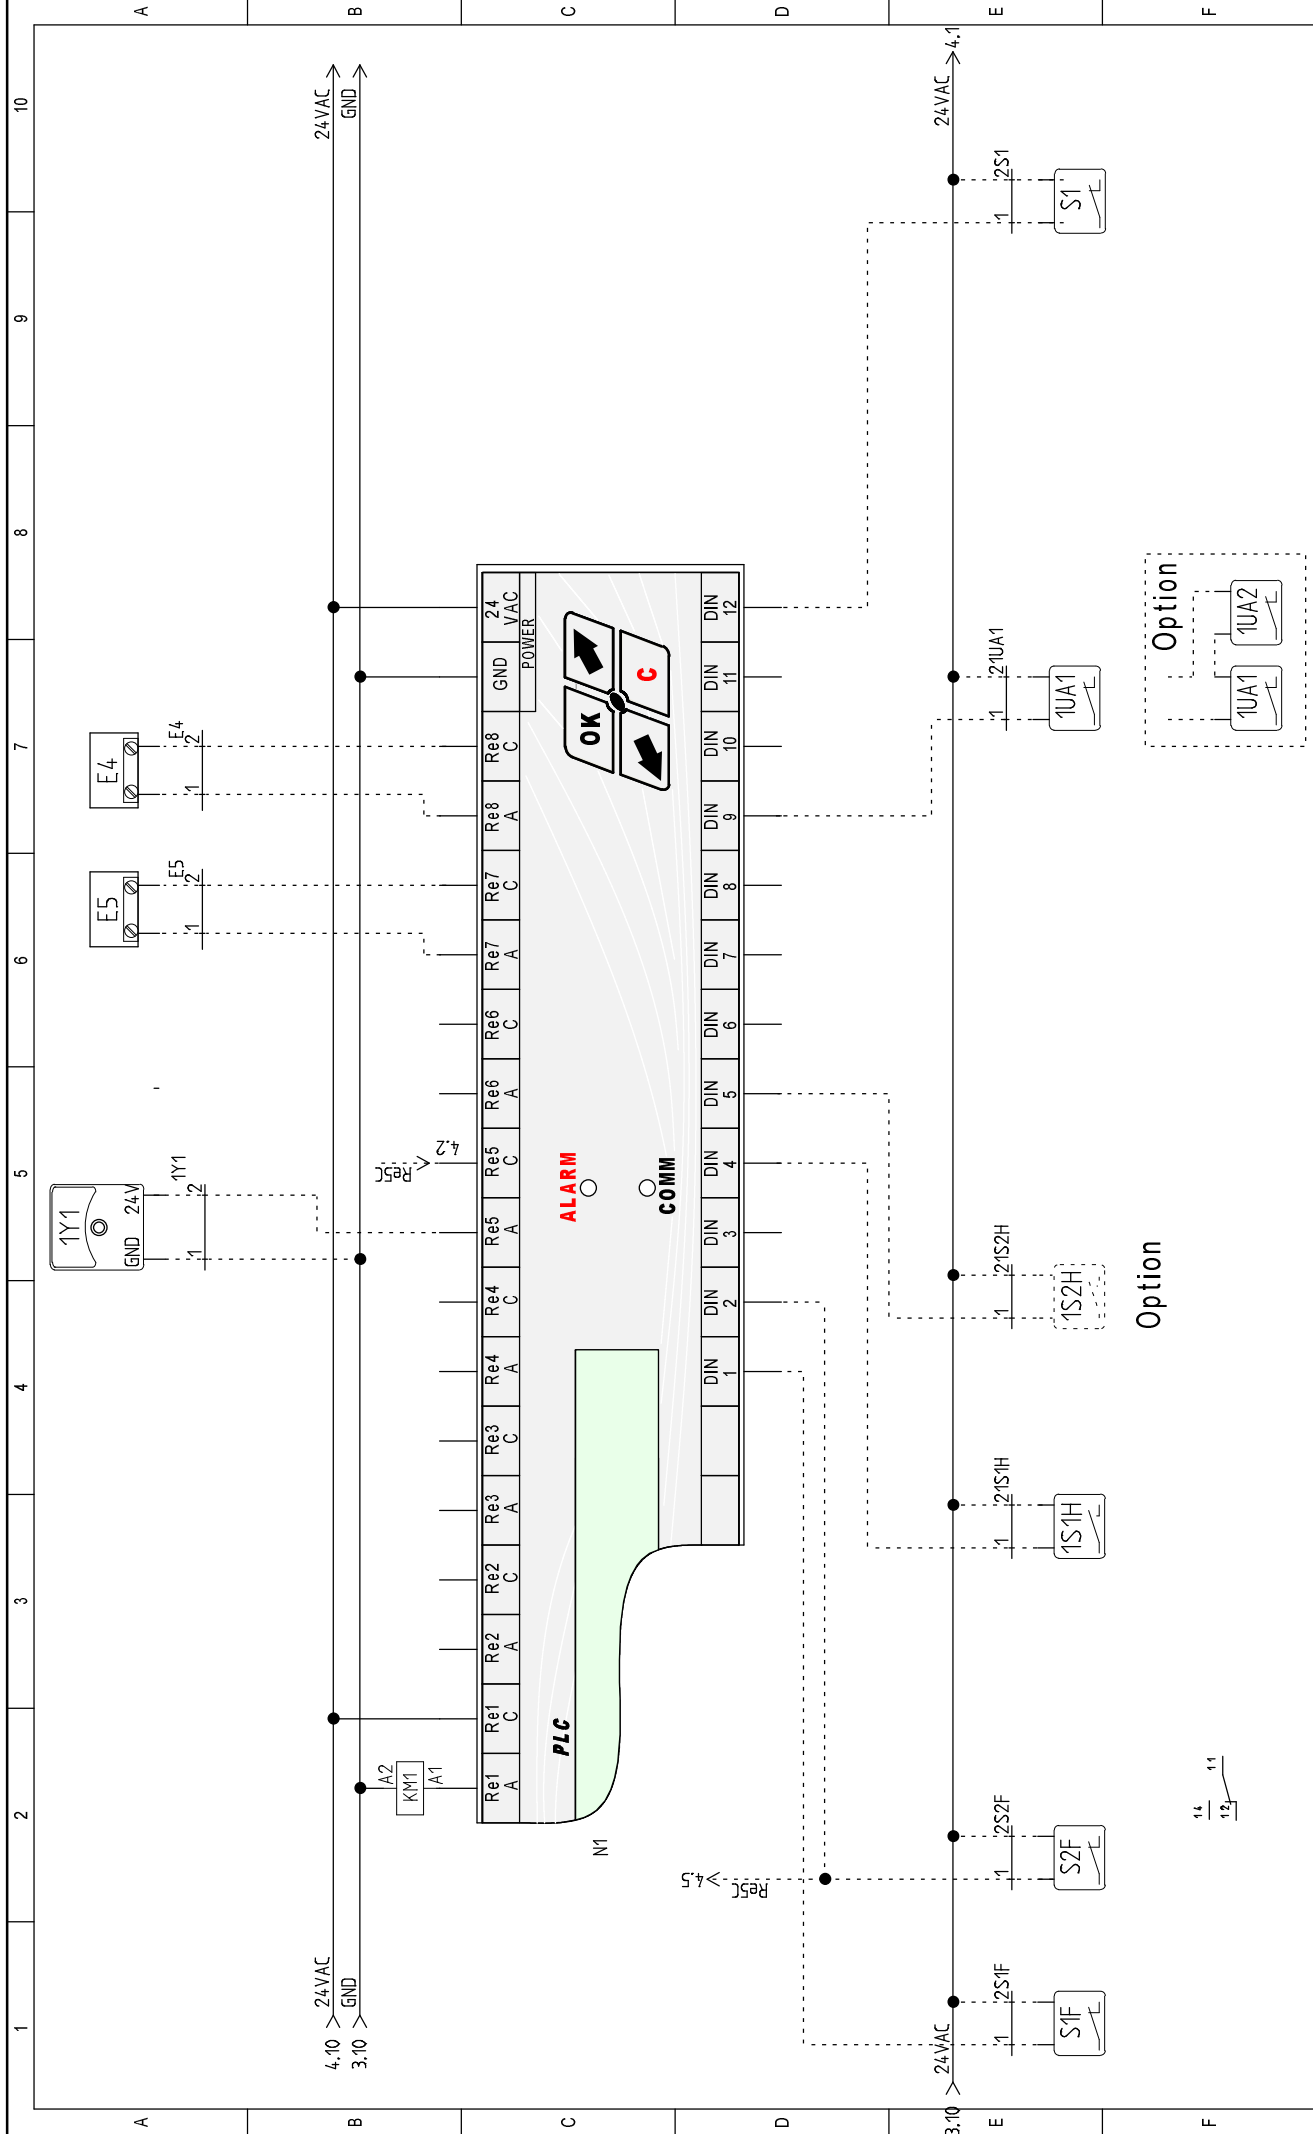 A
B
C
D
E
F
10
9
8
7
6
5
4
3
2
1
24VAC
GND
24VAC
4.1
2S1
1
S1
E4
E4
2
1
E5
E5
2
1
1Y1
24V
GND
1Y1
2
1
Re5C
4.2
24 VAC
GND
POWER
Re8 C
Re8 A
Re7 C
Re7 A
Re6 C
Re6 A
Re5 C
Re5 A
Re4 C
Re4 A
Re3 C
Re3 A
Re2 C
Re2 A
Re1 C
Re1 A
OK
C
ALARM
COMM
PLC
N1
DIN 12
DIN 11
DIN 10
DIN 9
DIN 8
DIN 7
DIN 6
DIN 5
DIN 4
DIN 3
DIN 2
DIN 1
A2
KM1
A1
21UA1
1
1UA1
Option
1UA2
1UA1
21S2H
1
1S2H
Option
21S1H
1
1S1H
4.5
Re5C
2S2F
1
S2F
2S1F
1
S1F
11
14
12
24VAC
GND
4.10
3.10
24VAC
3.10
A
B
C
D
E
F